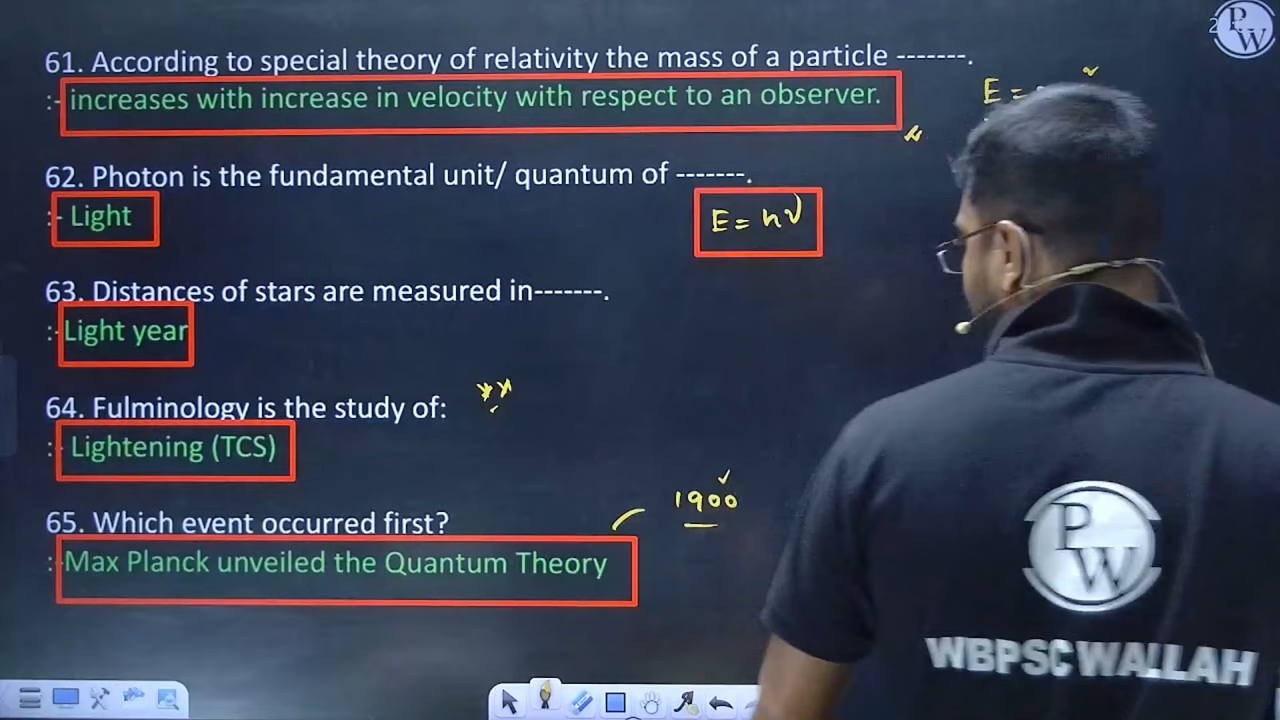 61. According to special theory of relativity the mass of a particle -------.
:- increases with increase in velocity with respect to an observer.
E =
62. Photon is the fundamental unit/ quantum of -------.
:- Light
E = hν
63. Distances of stars are measured in-------.
:- Light year
64. Fulminology is the study of:
:- Lightening (TCS)
1900
65. Which event occurred first?
:- Max Planck unveiled the Quantum Theory
PW
PW
WBPSC WALLAH